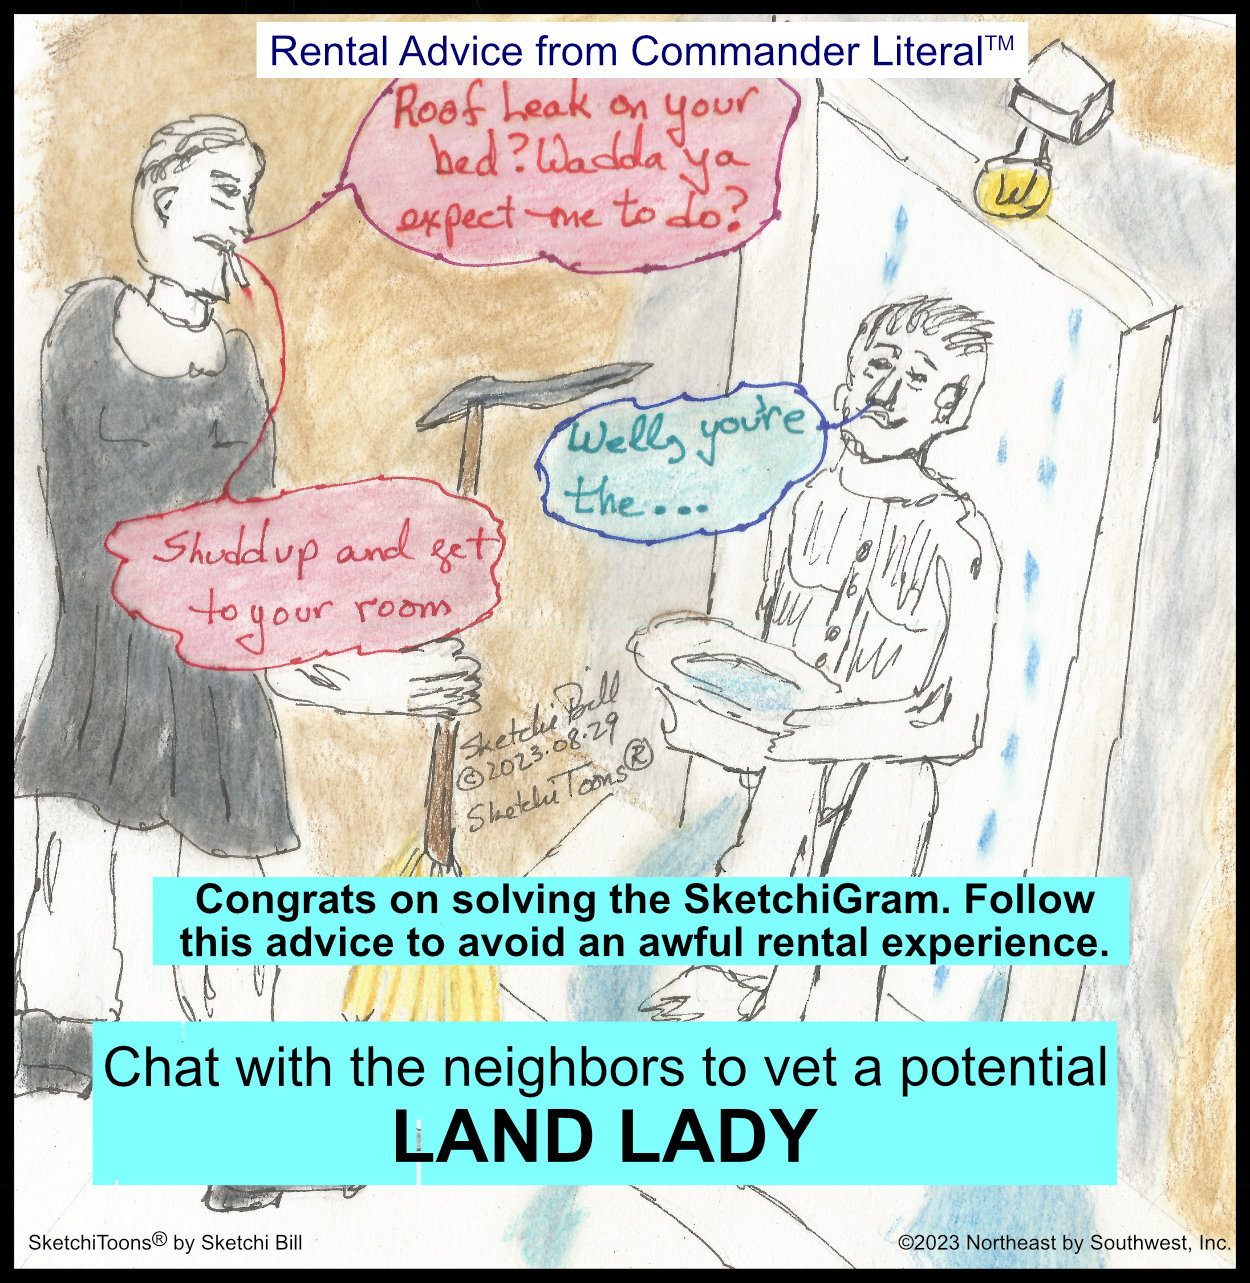 Rental Advice from Commander Literal™
Roof Leak on your
bed? Wadda ya
expect me to do?
Well, you're
the....
Shuddup and get
to your room
Sketchi Bill
©2023.08.29
SketchiToons®
Congrats on solving the SketchiGram. Follow
this advice to avoid an awful rental experience.
Chat with the neighbors to vet a potential
LAND LADY
SketchiToons® by Sketchi Bill
©2023 Northeast by Southwest, Inc.